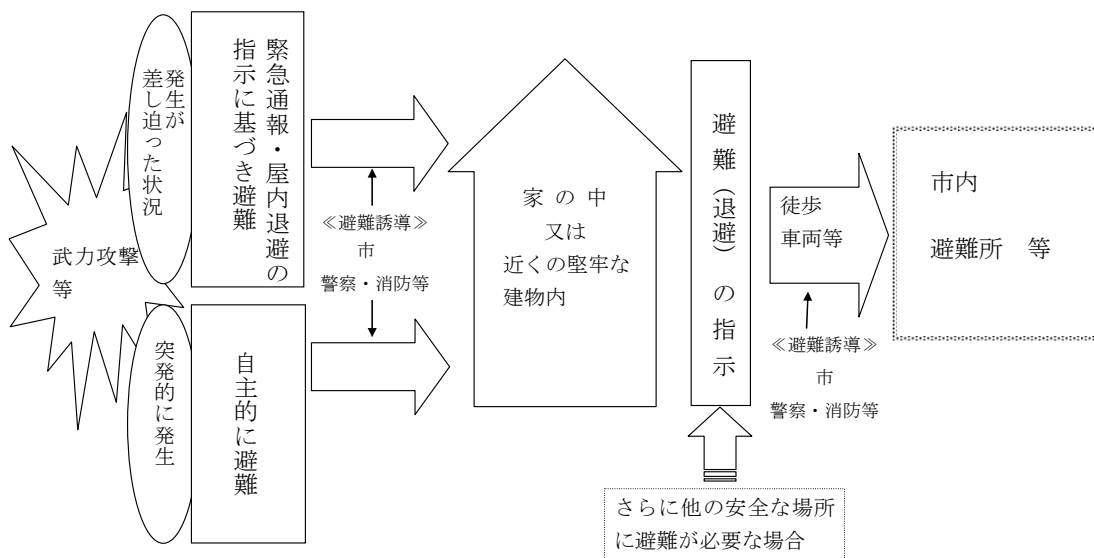 武力攻撃
等
発生が
差し迫った状況
緊急通報・屋内退避の
指示に基づき避難
突発的に発生
自主的に避難
≪避難誘導≫
市
警察・消防等
家の中
又は
近くの堅牢な
建物内
避難(退避)の指示
さらに他の安全な場所
に避難が必要な場合
徒歩
車両等
≪避難誘導≫
市
警察・消防等
市内
避難所　等